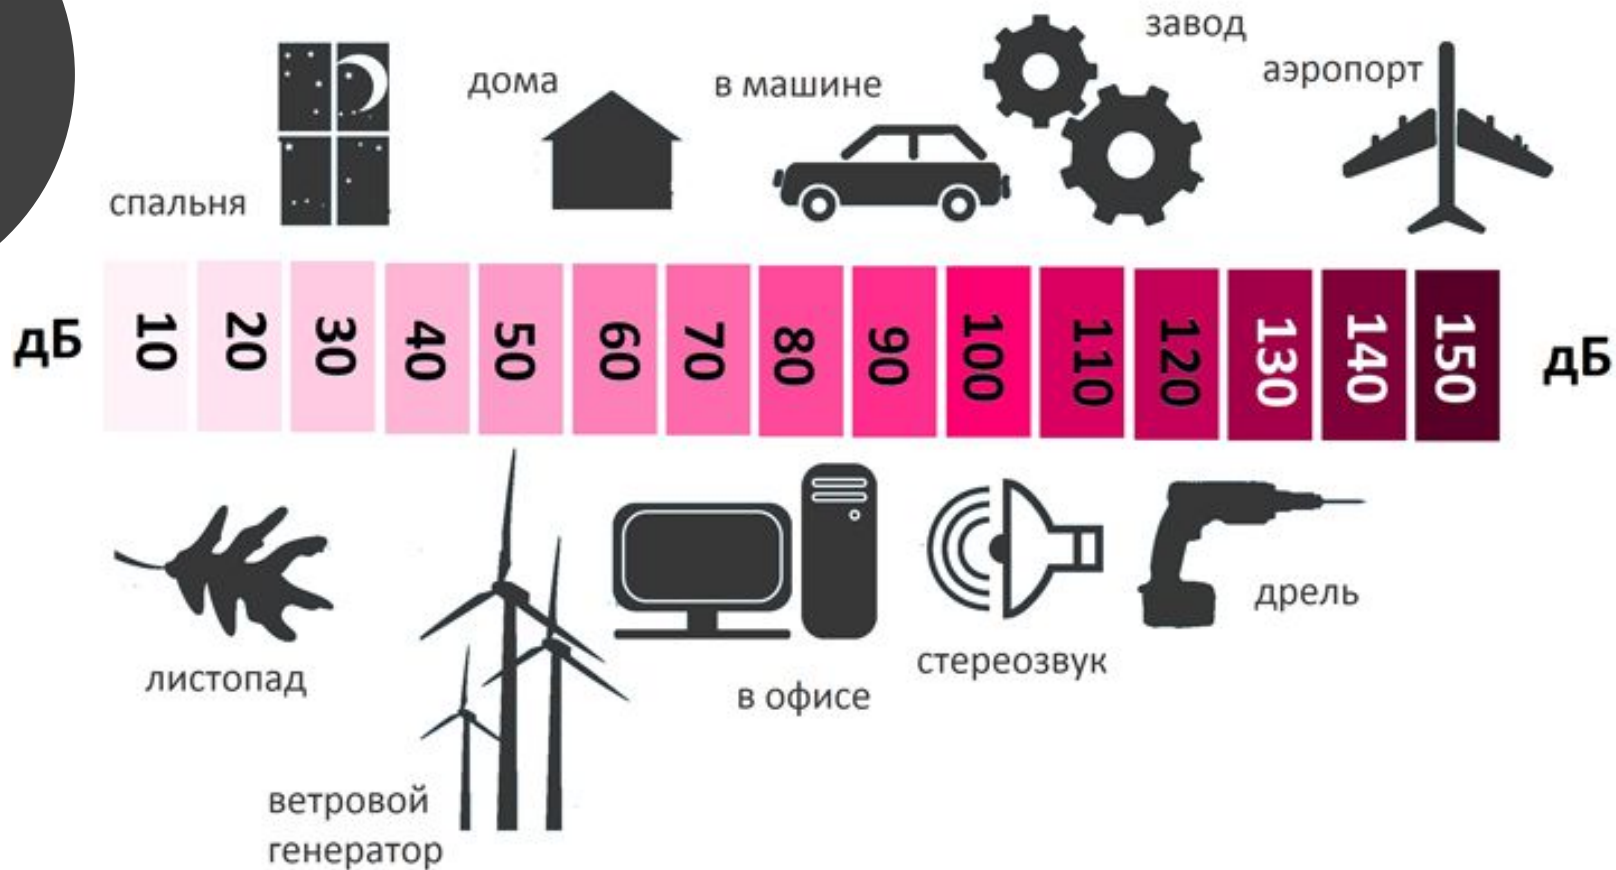 завод
аэропорт
дома
в машине
спальня
дБ 10 20 30 40 50 60 70 80 90 100 110 120 130 140 150 дБ
дрель
стереозвук
листопад
в офисе
ветровой
генератор